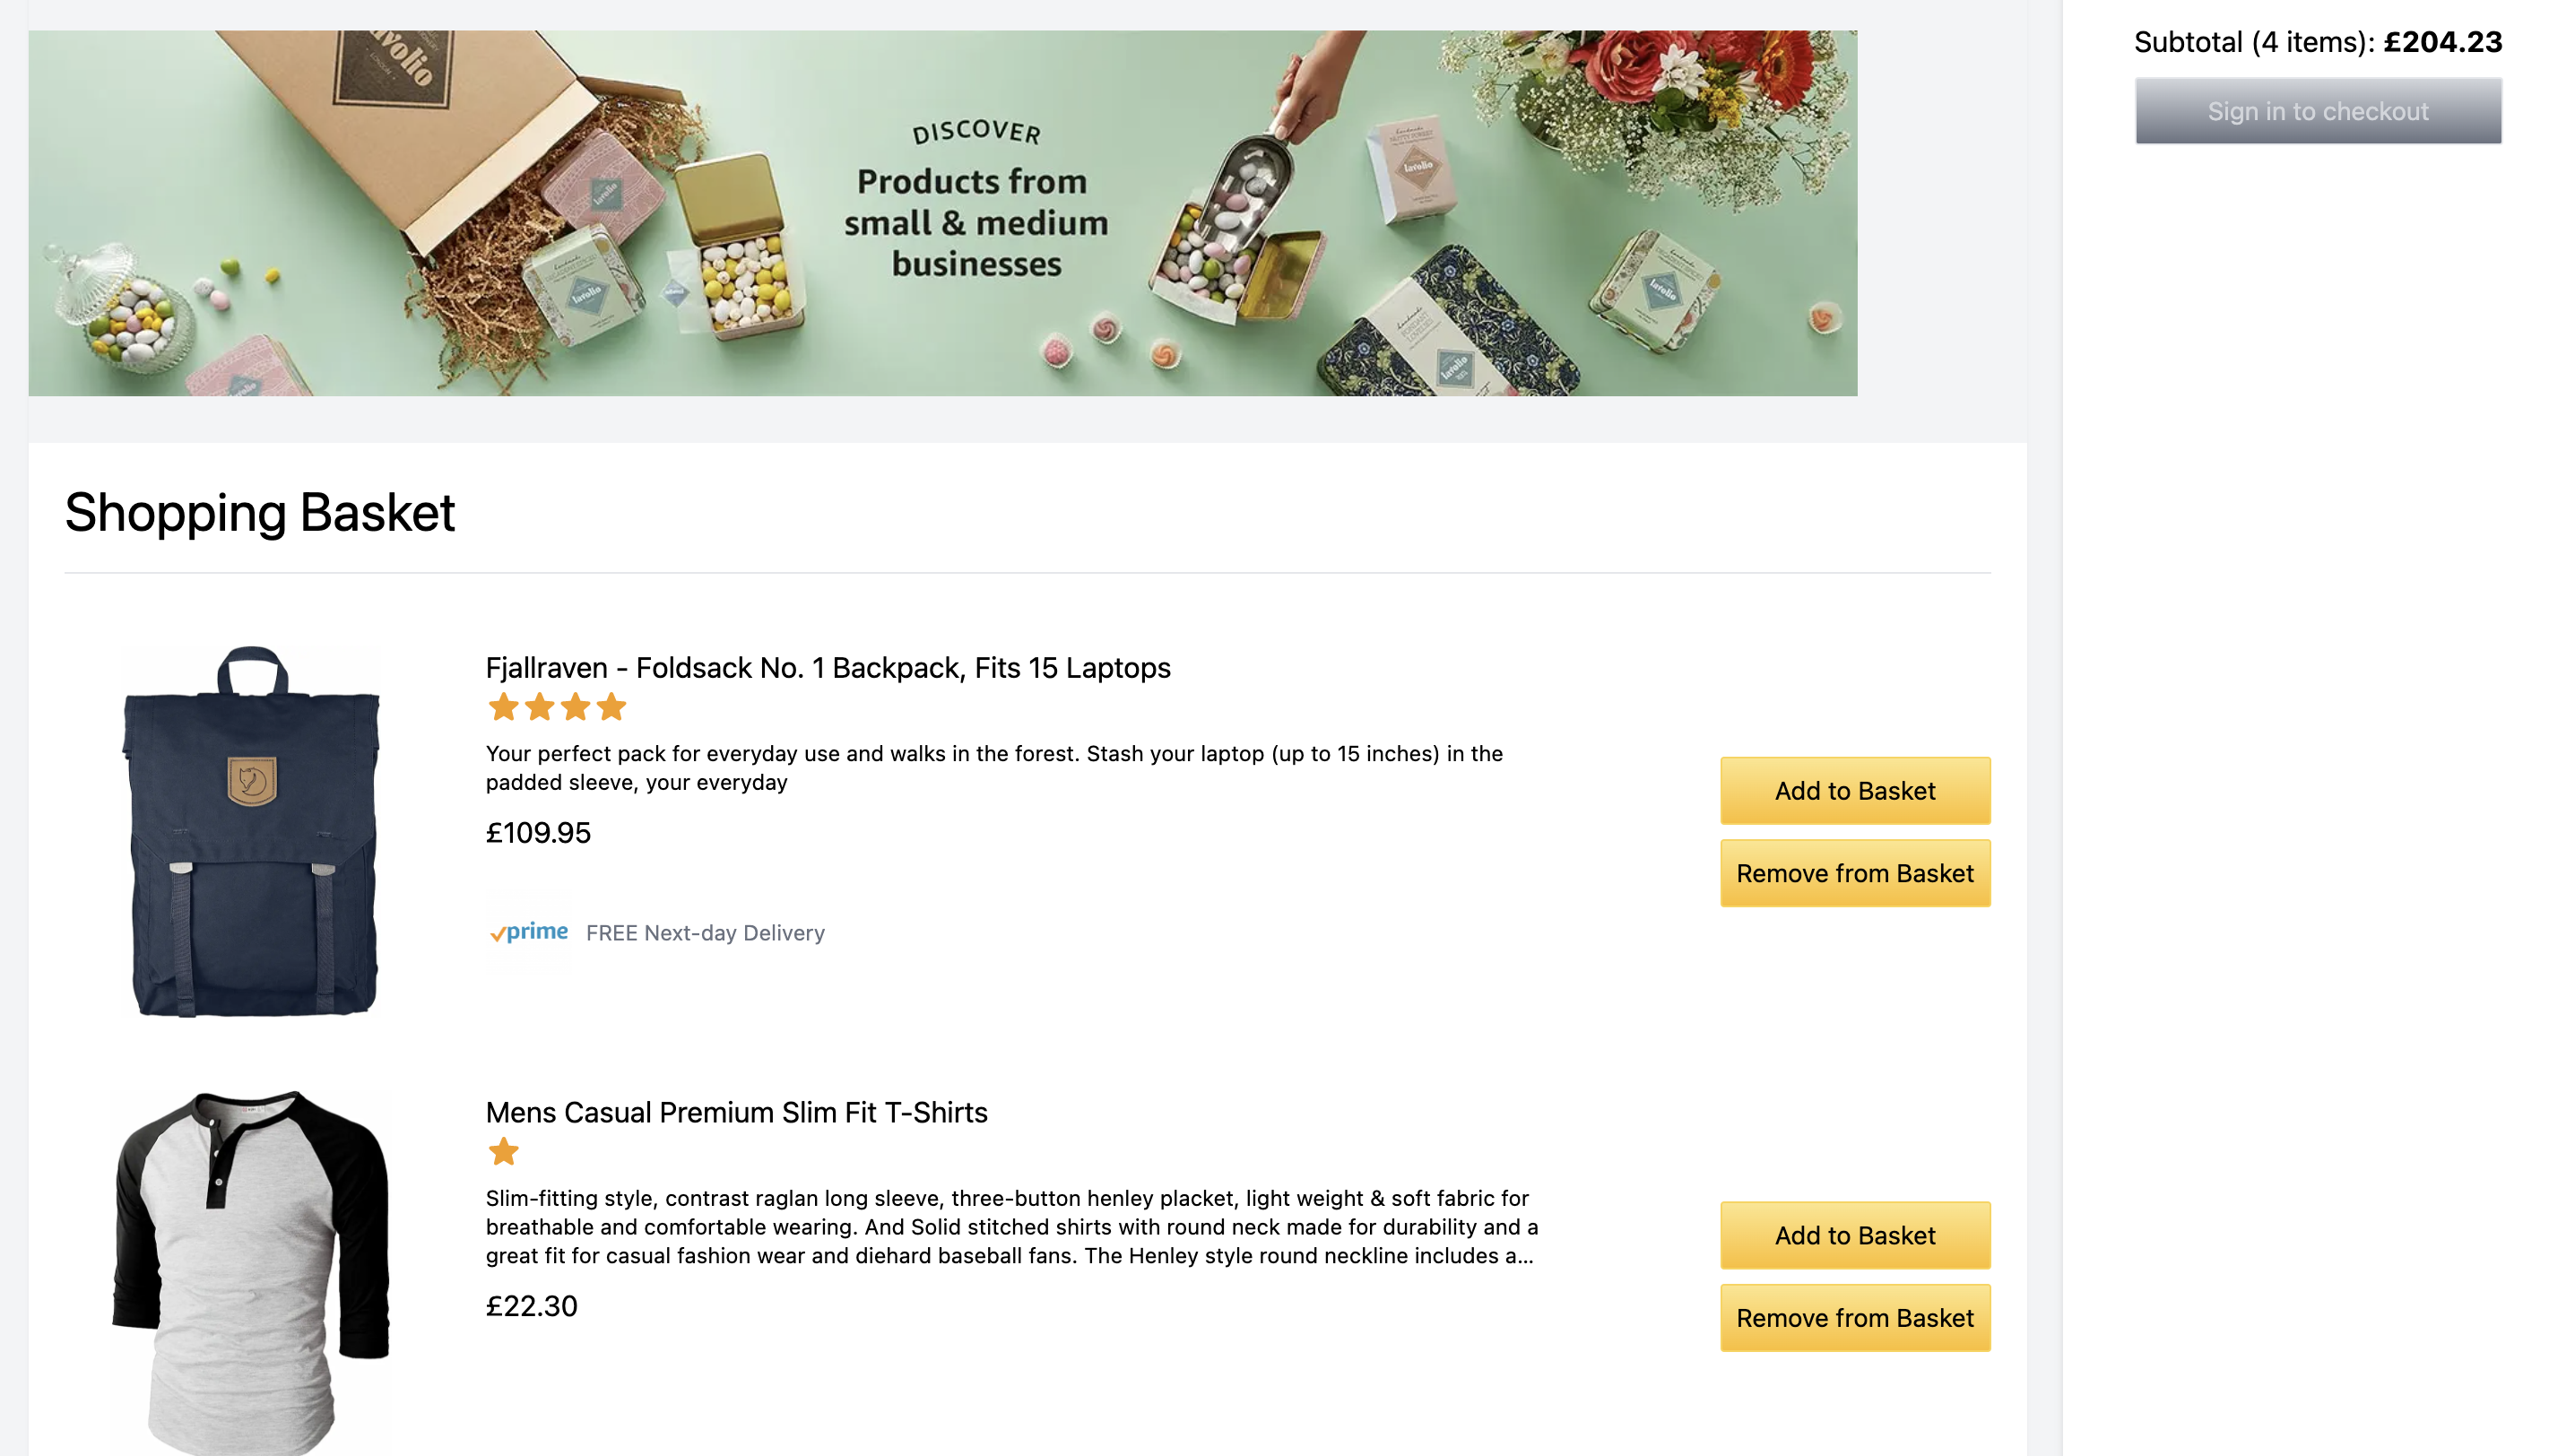 DISCOVER
Products from
small & medium
businesses
lavolio
lavolio
lavolio
lavolio
lavolio
Subtotal (4 items): £204.23
Sign in to checkout
Shopping Basket
Fjallraven - Foldsack No. 1 Backpack, Fits 15 Laptops
Your perfect pack for everyday use and walks in the forest. Stash your laptop (up to 15 inches) in the
padded sleeve, your everyday
£109.95
prime FREE Next-day Delivery
Add to Basket
Remove from Basket
Mens Casual Premium Slim Fit T-Shirts
Slim-fitting style, contrast raglan long sleeve, three-button henley placket, light weight & soft fabric for
breathable and comfortable wearing. And Solid stitched shirts with round neck made for durability and a
great fit for casual fashion wear and diehard baseball fans. The Henley style round neckline includes a...
£22.30
Add to Basket
Remove from Basket